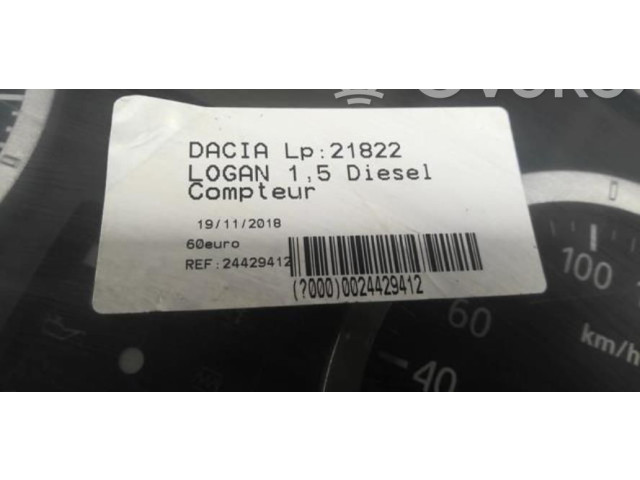 DACIA Lp:21822
LOGAN 1,5 Diesel
Compteur
19/11/2018
60euro
REF:24429412
(?000)0024429412
100
60
km/h
40